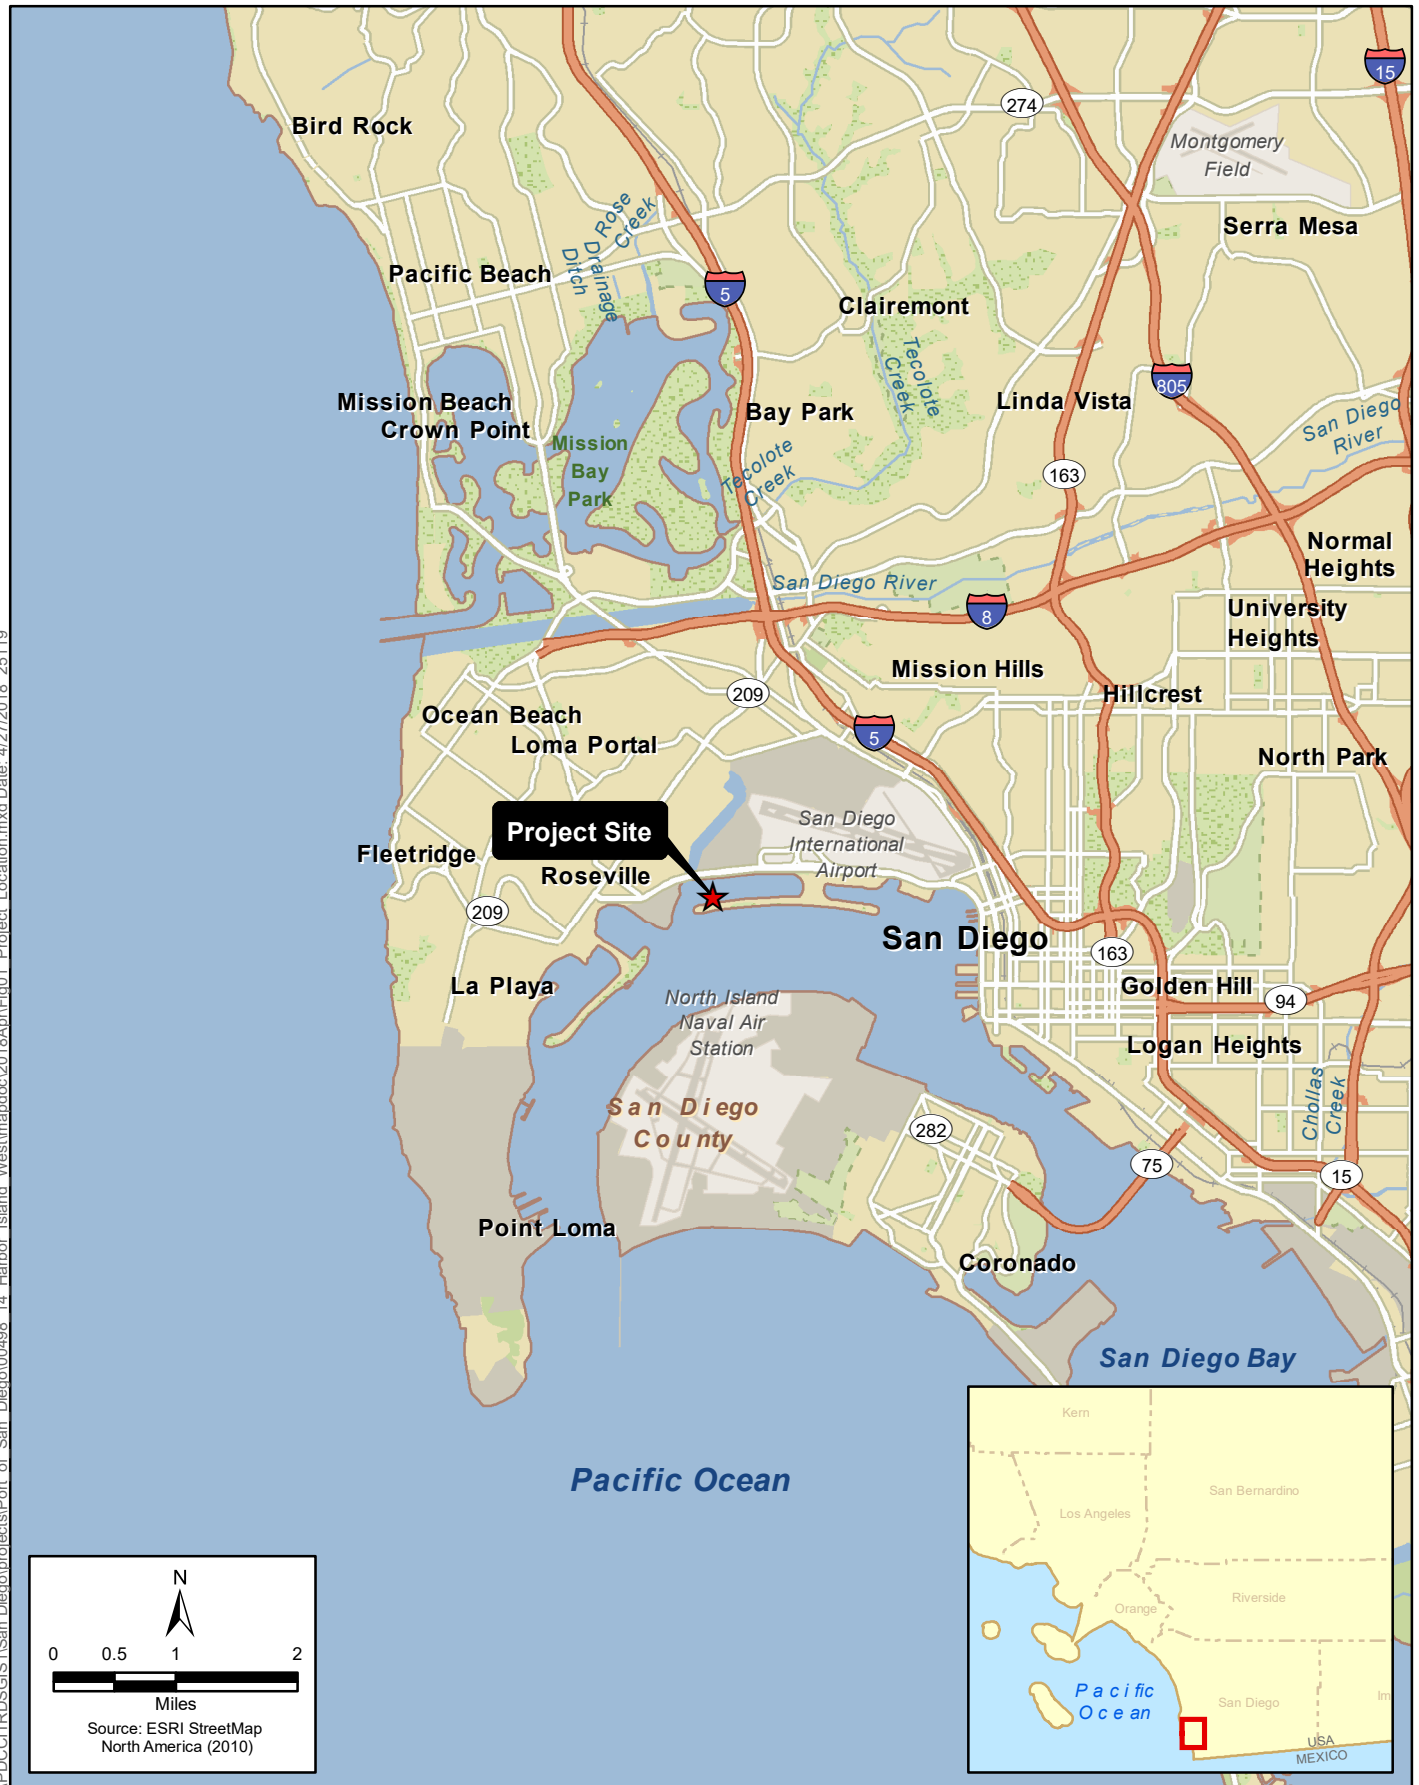 15
274
Bird Rock
Montgomery
Field
Rose
Creek
Serra Mesa
Drainage
Ditch
Pacific Beach
5
Clairemont
Tecolote
Creek
805
Mission Beach
Linda Vista
Bay Park
Crown Point
San Diego
River
Mission
Bay
Park
Tecolote
Creek
163
Normal
Heights
San Diego River
8
University
Heights
Mission Hills
209
Hillcrest
Ocean Beach
5
Loma Portal
North Park
San Diego
International
Airport
Project Site
Fleetridge
Roseville
209
San Diego
163
La Playa
Golden Hill
94
North Island
Naval Air
Station
Logan Heights
San Diego
County
282
Chollas
Creek
75
15
Point Loma
Coronado
San Diego Bay
Pacific Ocean
Kern
San Bernardino
Los Angeles
Riverside
Orange
Pacific
Ocean
San Diego
Im
USA
MEXICO
N
0 0.5 1 2
Miles
Source: ESRI StreetMap
North America (2010)